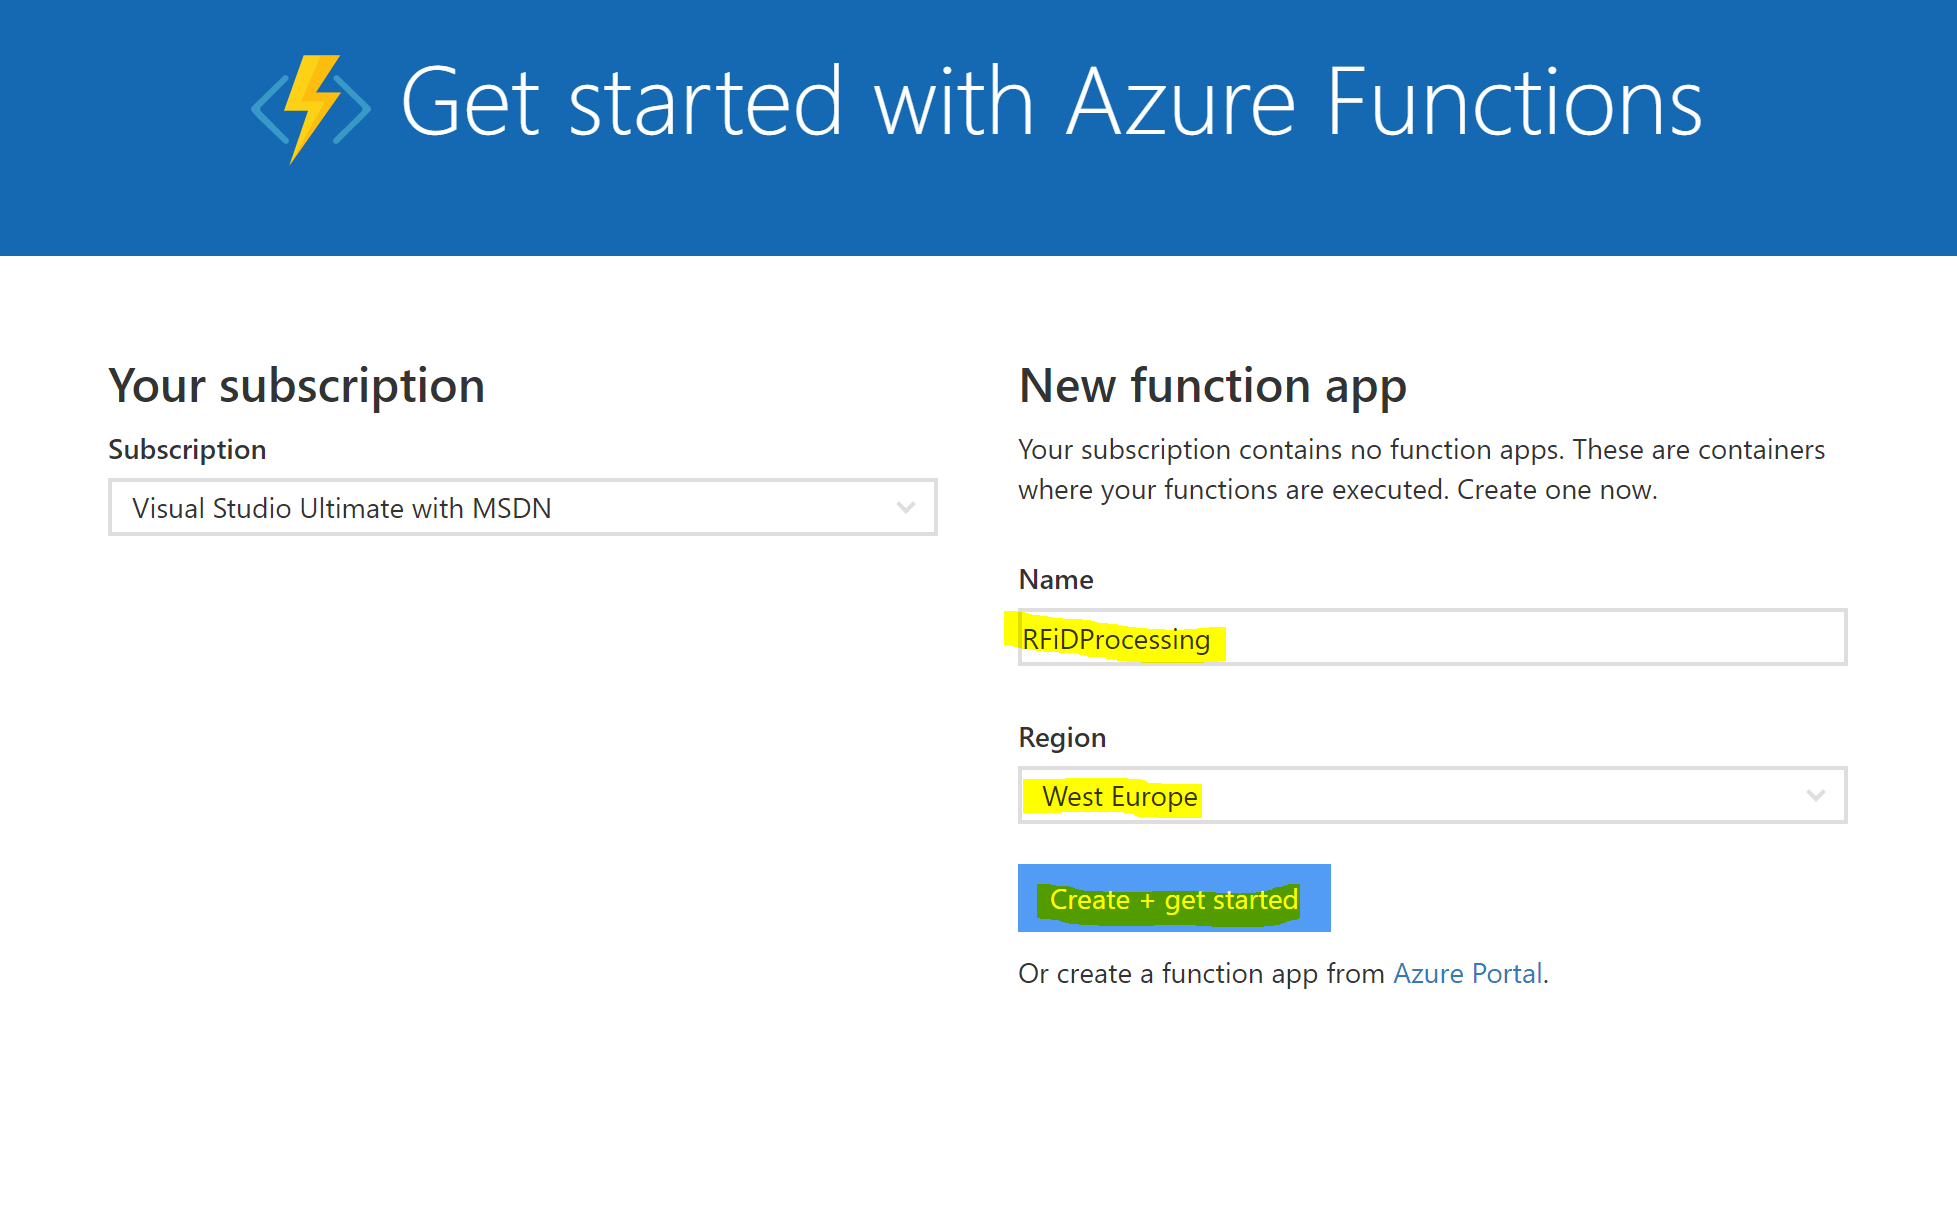 Get started with Azure Functions
Your subscription
Subscription
Visual Studio Ultimate with MSDN
New function app
Your subscription contains no function apps. These are containers
where your functions are executed. Create one now.
Name
RFiDProcessing
Region
West Europe
Create + get started
Or create a function app from Azure Portal.